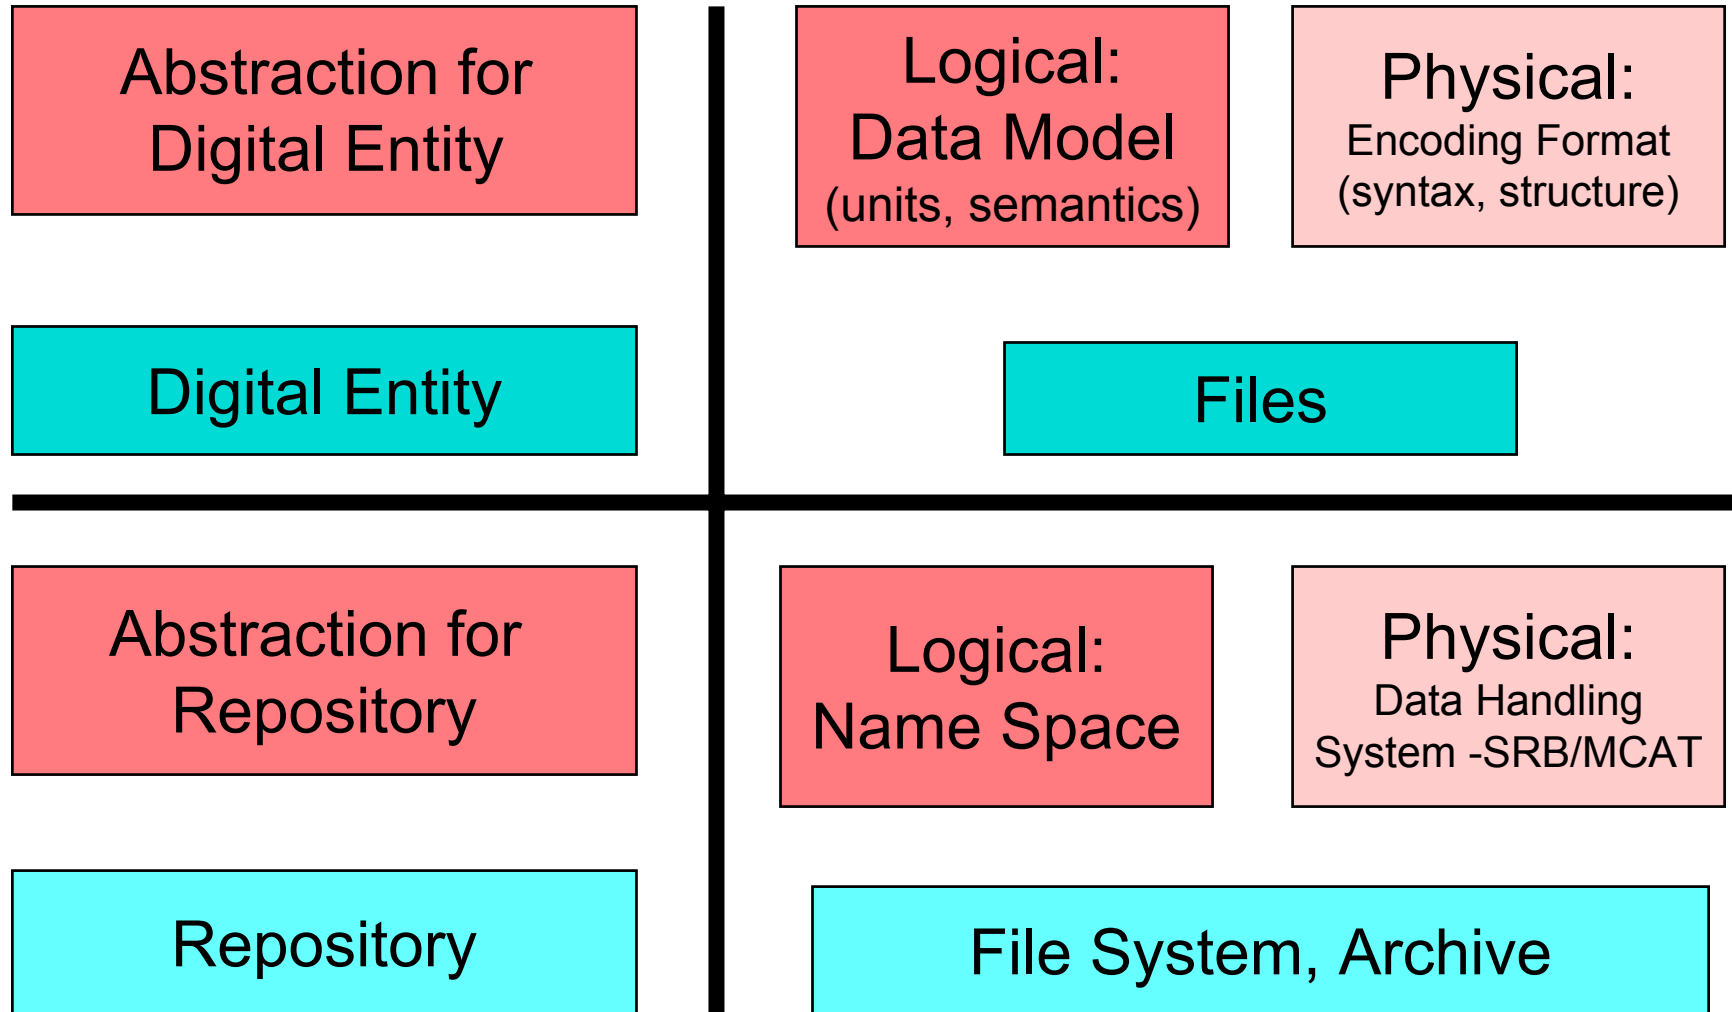 Abstraction for
Digital Entity
Logical:
Data Model
(units, semantics)
Physical:
Encoding Format
(syntax, structure)
Digital Entity
Files
Abstraction for
Repository
Logical:
Name Space
Physical:
Data Handling
System -SRB/MCAT
Repository
File System, Archive